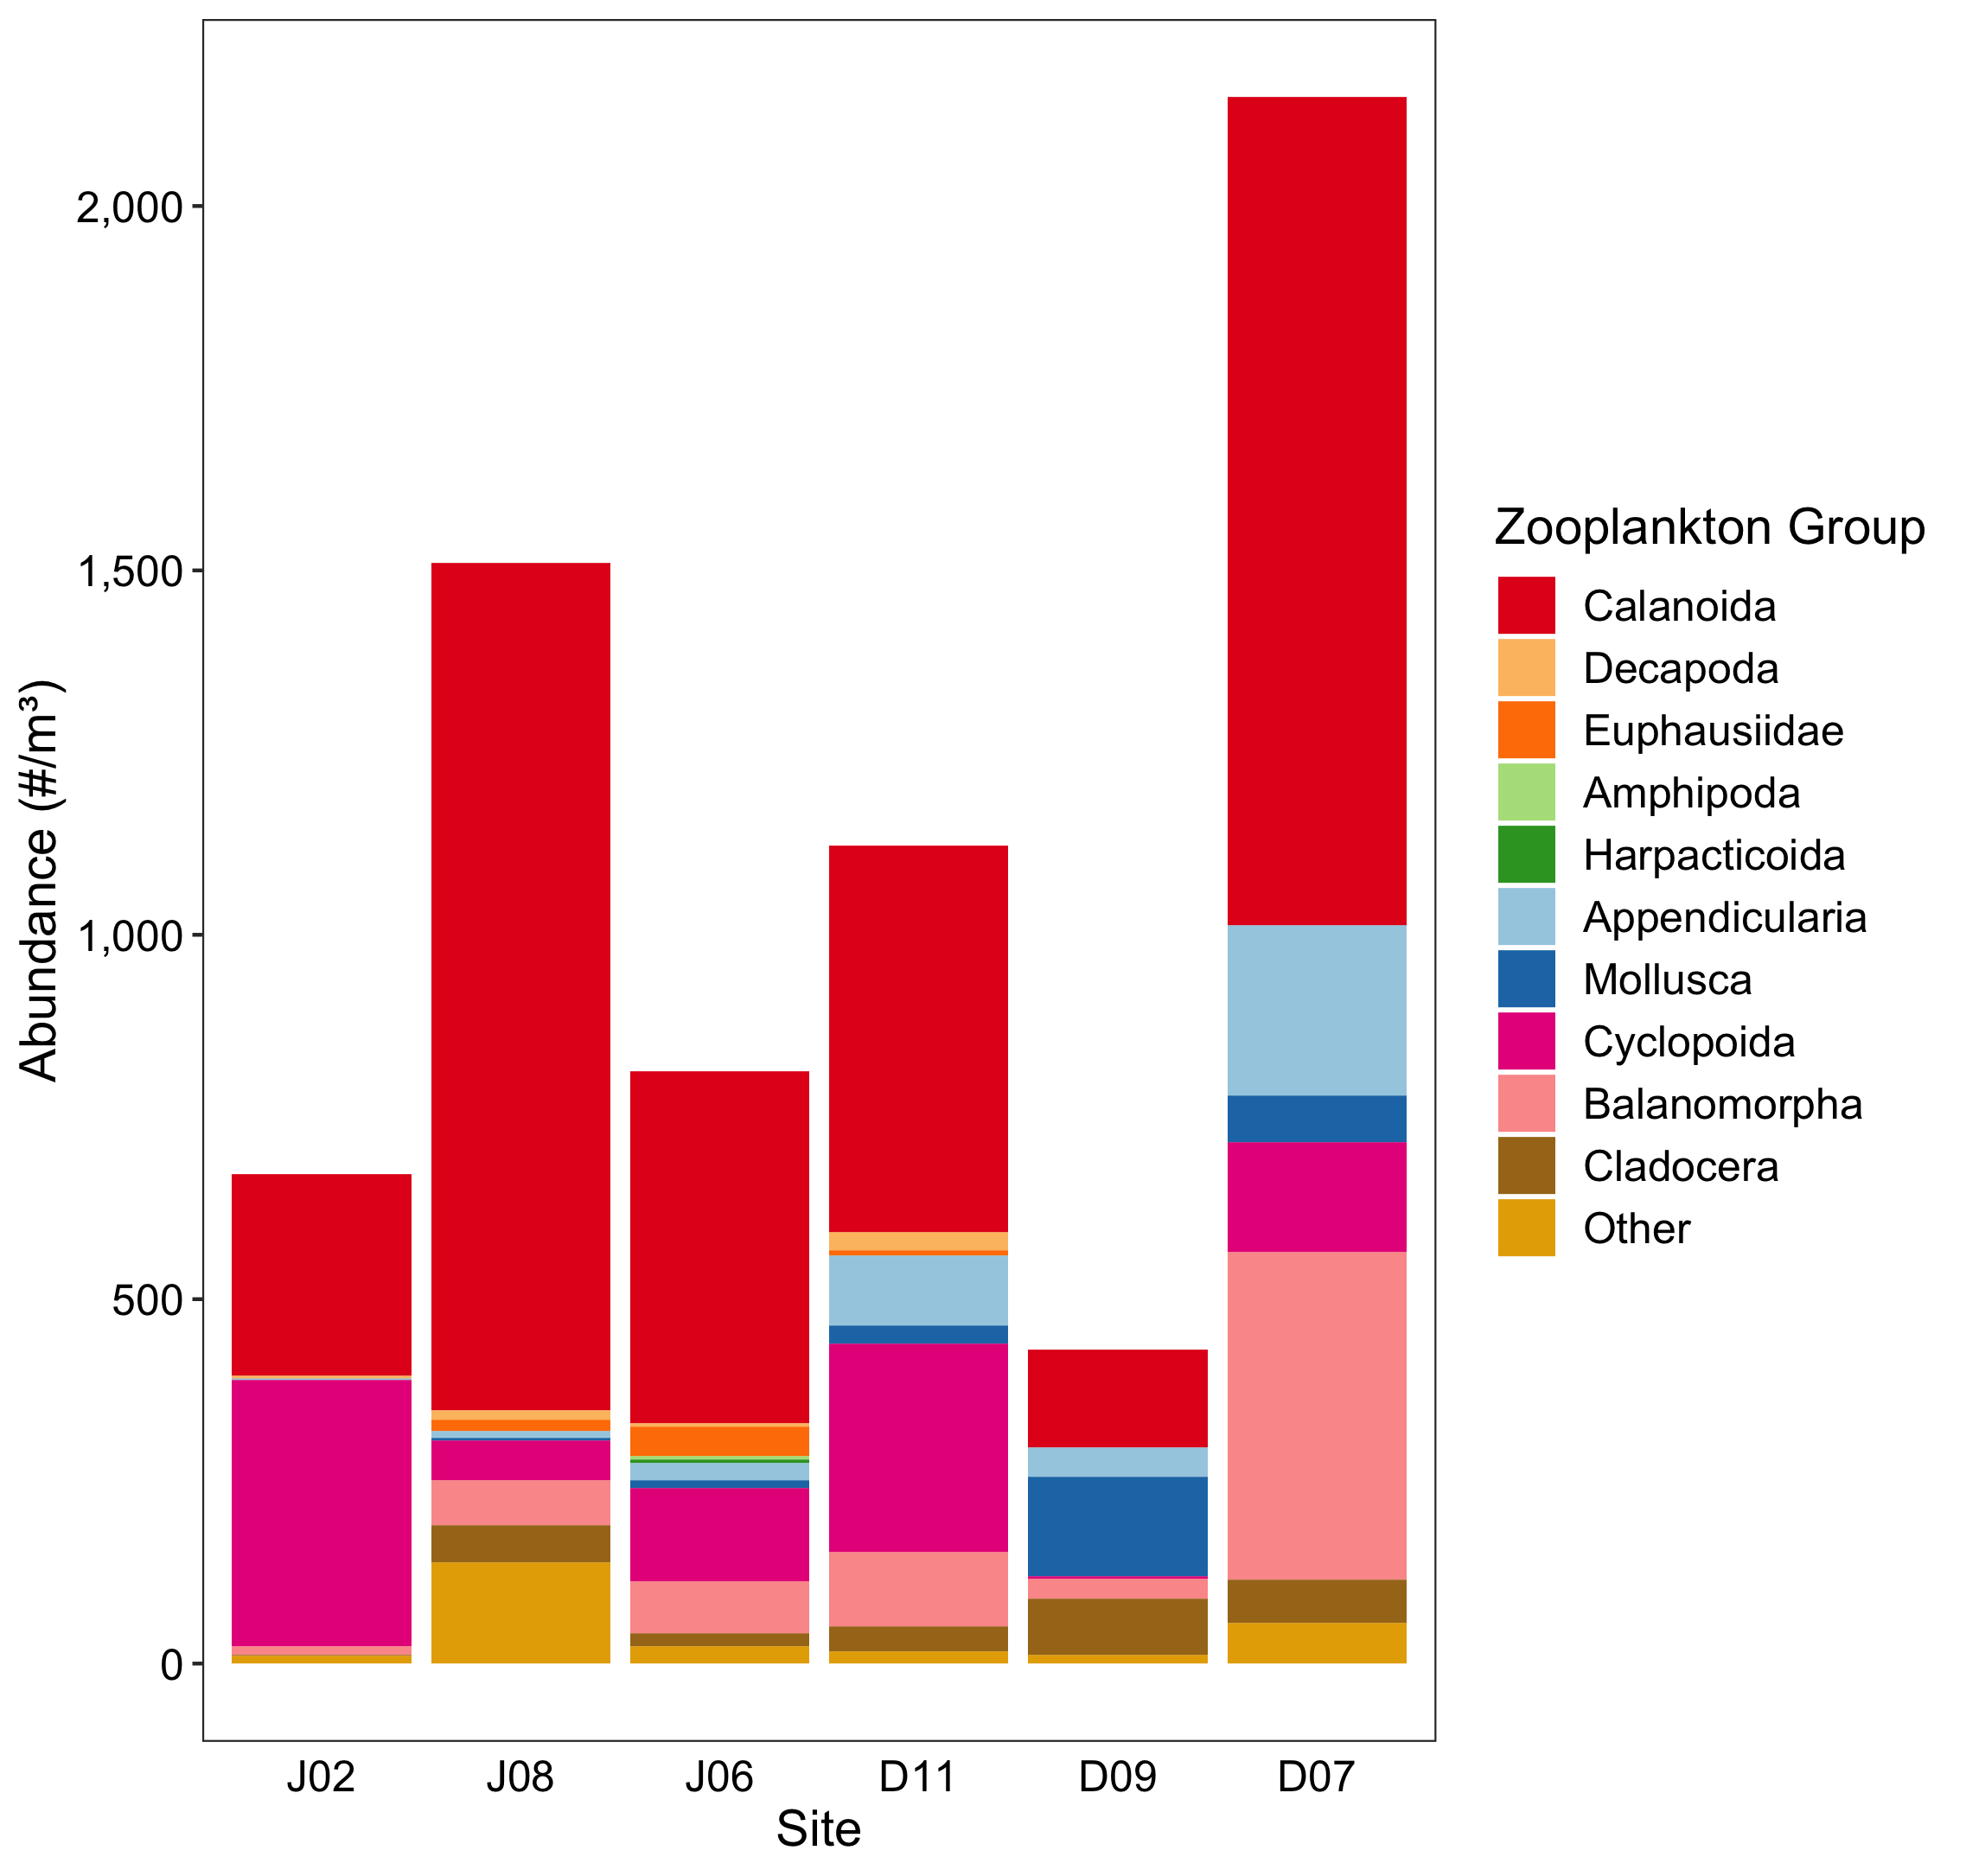 2,000
1,500
1,000
500
0
Abundance (#/m³)
J02 J08 J06 D11 D09 D07
Site
Zooplankton Group
Calanoida
Decapoda
Euphausiidae
Amphipoda
Harpacticoida
Appendicularia
Mollusca
Cyclopoida
Balanomorpha
Cladocera
Other